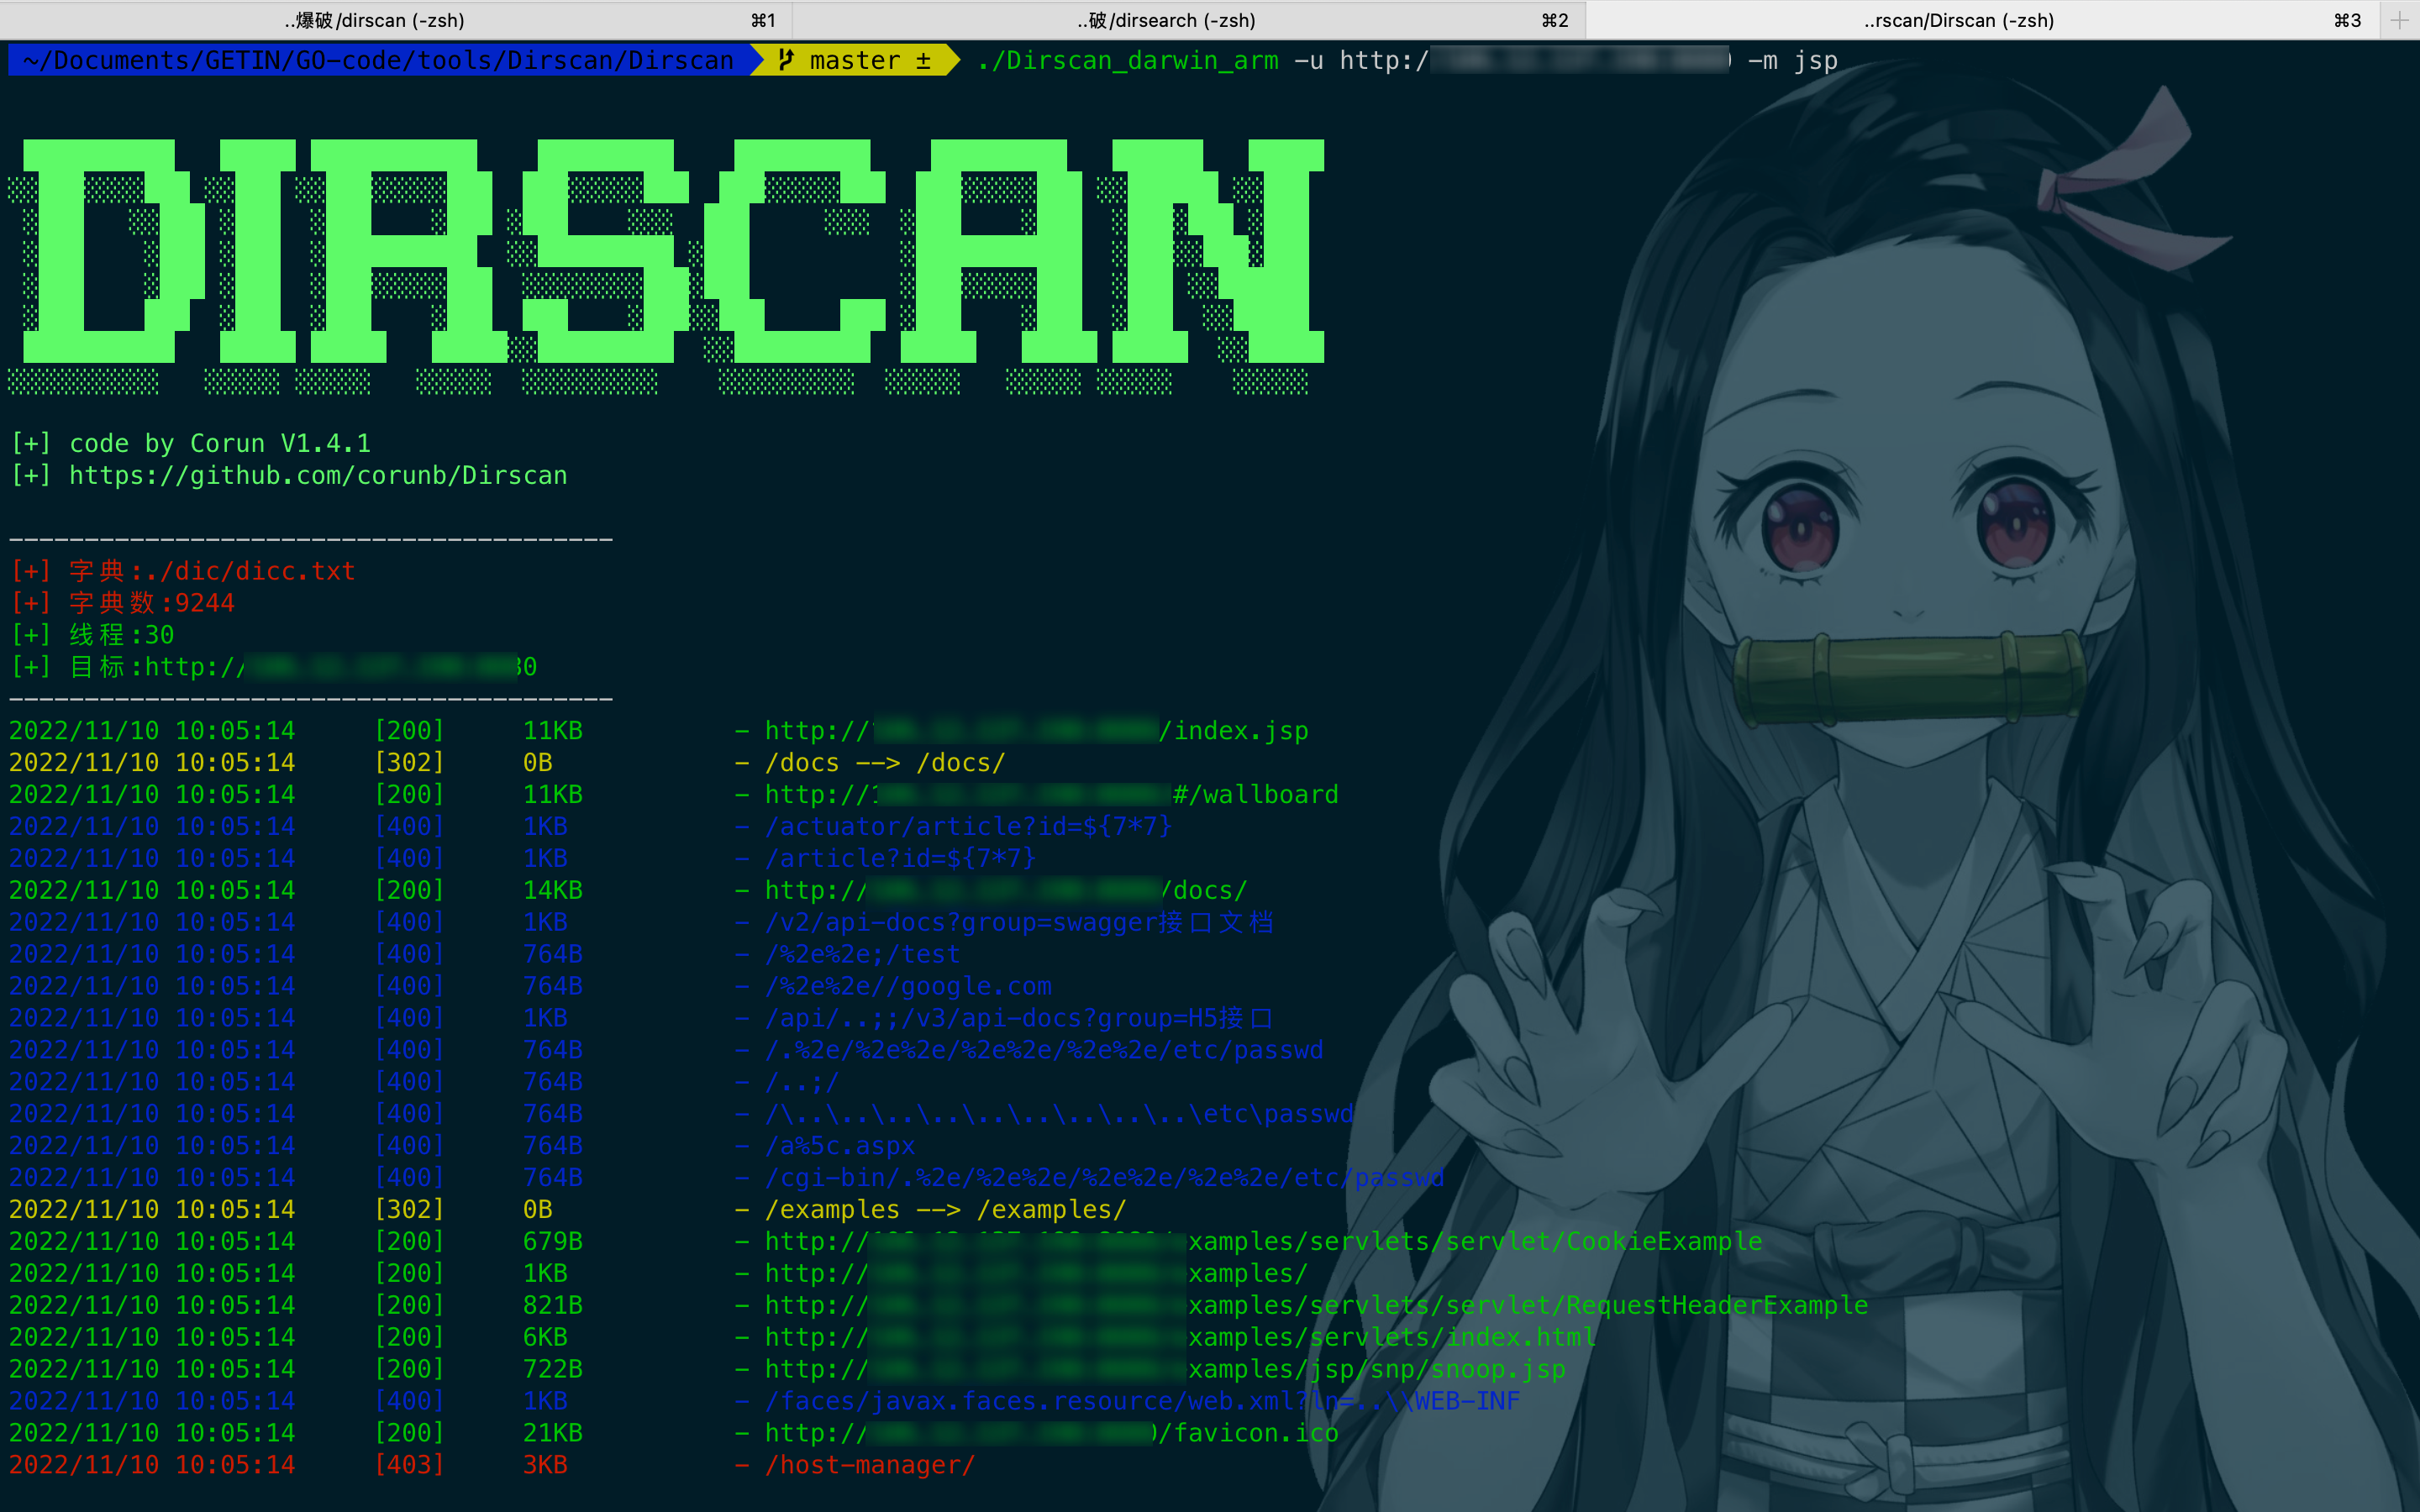 ..爆破/dirscan (-zsh) ⌘1 ..破/dirsearch (-zsh) ⌘2 ..rscan/Dirscan (-zsh) ⌘3
~/Documents/GETIN/GO-code/tools/Dirscan/Dirscan master ± ./Dirscan_darwin_arm -u http:/ -m jsp
DIRSCAN
[+] code by Corun V1.4.1
[+] https://github.com/corunb/Dirscan
----------------------------------------
[+] 字典:./dic/dicc.txt
[+] 字典数:9244
[+] 线程:30
[+] 目标:http://
----------------------------------------
2022/11/10 10:05:14 [200] 11KB - http:// /index.jsp
2022/11/10 10:05:14 [302] 0B - /docs --> /docs/
2022/11/10 10:05:14 [200] 11KB - http:// #/wallboard
2022/11/10 10:05:14 [400] 1KB - /actuator/article?id=${7*7}
2022/11/10 10:05:14 [400] 1KB - /article?id=${7*7}
2022/11/10 10:05:14 [200] 14KB - http:// /docs/
2022/11/10 10:05:14 [400] 1KB - /v2/api-docs?group=swagger接口文档
2022/11/10 10:05:14 [400] 764B - /%2e%2e;/test
2022/11/10 10:05:14 [400] 764B - /%2e%2e//google.com
2022/11/10 10:05:14 [400] 1KB - /api/..;;/v3/api-docs?group=H5接口
2022/11/10 10:05:14 [400] 764B - /.%2e/%2e%2e/%2e%2e/%2e%2e/etc/passwd
2022/11/10 10:05:14 [400] 764B - /..;/
2022/11/10 10:05:14 [400] 764B - /\..\..\..\..\..\..\..\..\..\etc\passwd
2022/11/10 10:05:14 [400] 764B - /a%5c.aspx
2022/11/10 10:05:14 [400] 764B - /cgi-bin/.%2e/%2e%2e/%2e%2e/%2e%2e/etc/passwd
2022/11/10 10:05:14 [302] 0B - /examples --> /examples/
2022/11/10 10:05:14 [200] 679B - http:// xamples/servlets/servlet/CookieExample
2022/11/10 10:05:14 [200] 1KB - http:// xamples/
2022/11/10 10:05:14 [200] 821B - http:// xamples/servlets/servlet/RequestHeaderExample
2022/11/10 10:05:14 [200] 6KB - http:// xamples/servlets/index.html
2022/11/10 10:05:14 [200] 722B - http:// xamples/jsp/snp/snoop.jsp
2022/11/10 10:05:14 [400] 1KB - /faces/javax.faces.resource/web.xml?ln=..\\WEB-INF
2022/11/10 10:05:14 [200] 21KB - http:// /favicon.ico
2022/11/10 10:05:14 [403] 3KB - /host-manager/